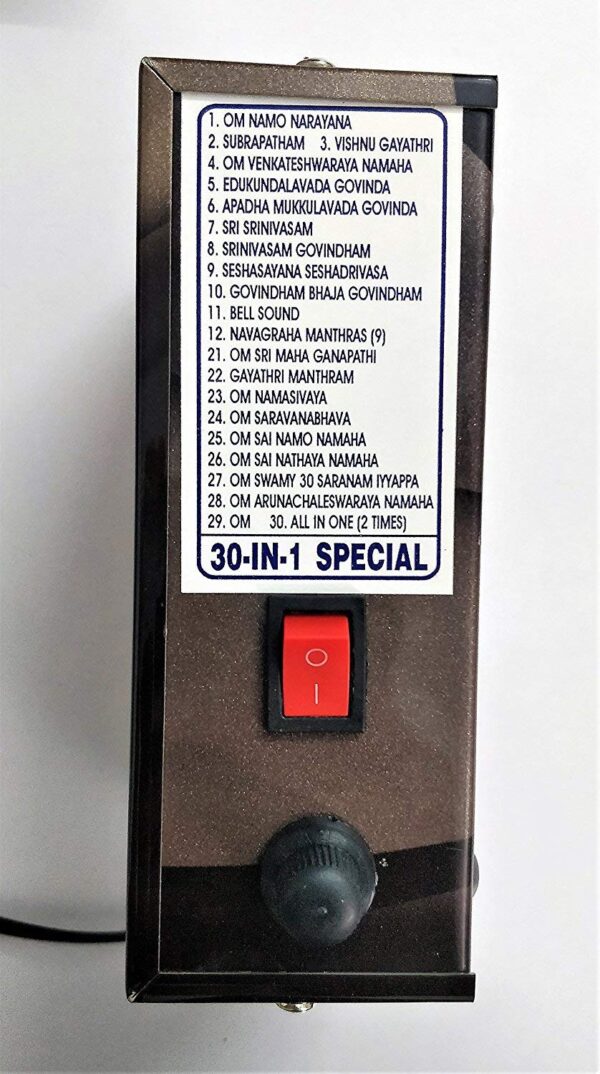 1. OM NAMO NARAYANA
2. SUBRAPATHAM 3. VISHNU GAYATHRI
4. OM VENKATESHWARAYA NAMAHA
5. EDUKUNDALAVADA GOVINDA
6. APADHA MUKKULAVADA GOVINDA
7. SRI SRINIVASAM
8. SRINIVASAM GOVINDHAM
9. SESHASAYANA SESHADRIVASA
10. GOVINDHAM BHAJA GOVINDHAM
11. BELL SOUND
12. NAVAGRAHA MANTHRAS (9)
21. OM SRI MAHA GANAPATHI
22. GAYATHRI MANTHRAM
23. OM NAMASIVAYA
24. OM SARAVANABHAVA
25. OM SAI NAMO NAMAHA
26. OM SAI NATHAYA NAMAHA
27. OM SWAMY 30 SARANAM IYYAPPA
28. OM ARUNACHALESWARAYA NAMAHA
29. OM 30. ALL IN ONE (2 TIMES)
30-IN-1 SPECIAL
O
I